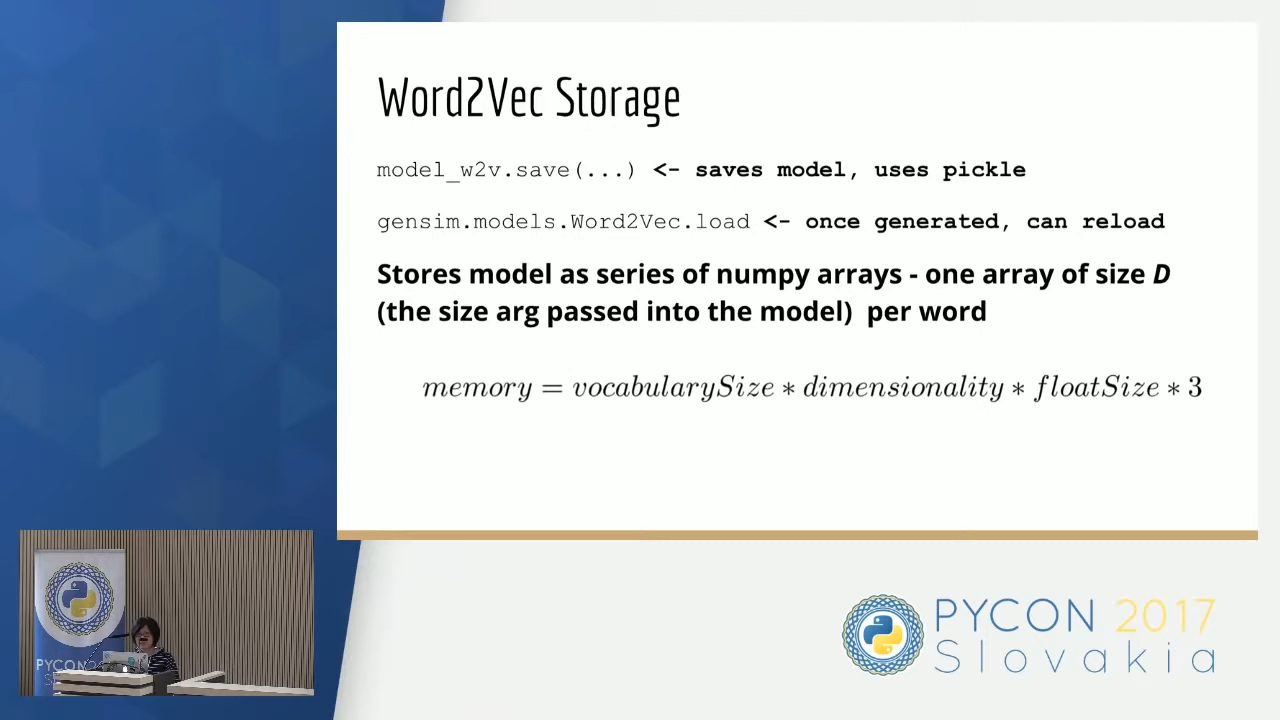 Word2Vec Storage
model_w2v.save(...) <- saves model, uses pickle
gensim.models.Word2Vec.load <- once generated, can reload
Stores model as series of numpy arrays - one array of size D
(the size arg passed into the model)  per word
memory = vocabularySize * dimensionality * floatSize * 3
PYCON 2017
Slovakia